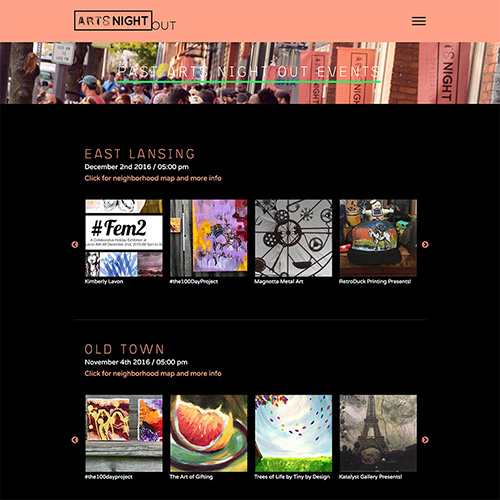 ARTS NIGHT OUT
PAST ARTS NIGHT OUT EVENTS
ARTS NIGHT
EAST LANSING
December 2nd 2016 / 05:00 pm
Click for neighborhood map and more info
#Fem2
A Collaborative Holiday Exhibition at
Kimberly Lavon
#the100DayProject
Magnotta Metal Art
RetroDuck Printing Presents!
OLD TOWN
November 4th 2016 / 05:00 pm
Click for neighborhood map and more info
#the100dayproject
The Art of Gifting
Trees of Life by Tiny by Design
Katalyst Gallery Presents!